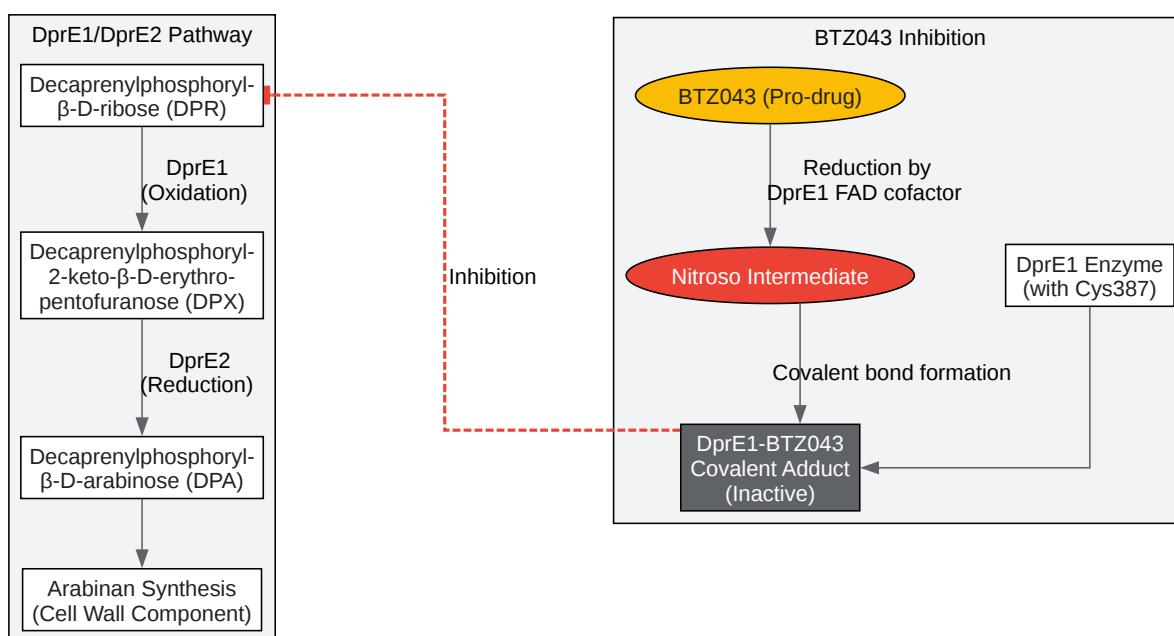 DprE1/DprE2 Pathway
Decaprenylphosphoryl-
β-D-ribose (DPR)
DprE1
(Oxidation)
Decaprenylphosphoryl-
2-keto-β-D-erythro-
pentofuranose (DPX)
DprE2
(Reduction)
Decaprenylphosphoryl-
β-D-arabinose (DPA)
Arabinan Synthesis
(Cell Wall Component)
Inhibition
BTZ043 Inhibition
BTZ043 (Pro-drug)
Reduction by
DprE1 FAD cofactor
Nitroso Intermediate
DprE1 Enzyme
(with Cys387)
Covalent bond formation
DprE1-BTZ043
Covalent Adduct
(Inactive)